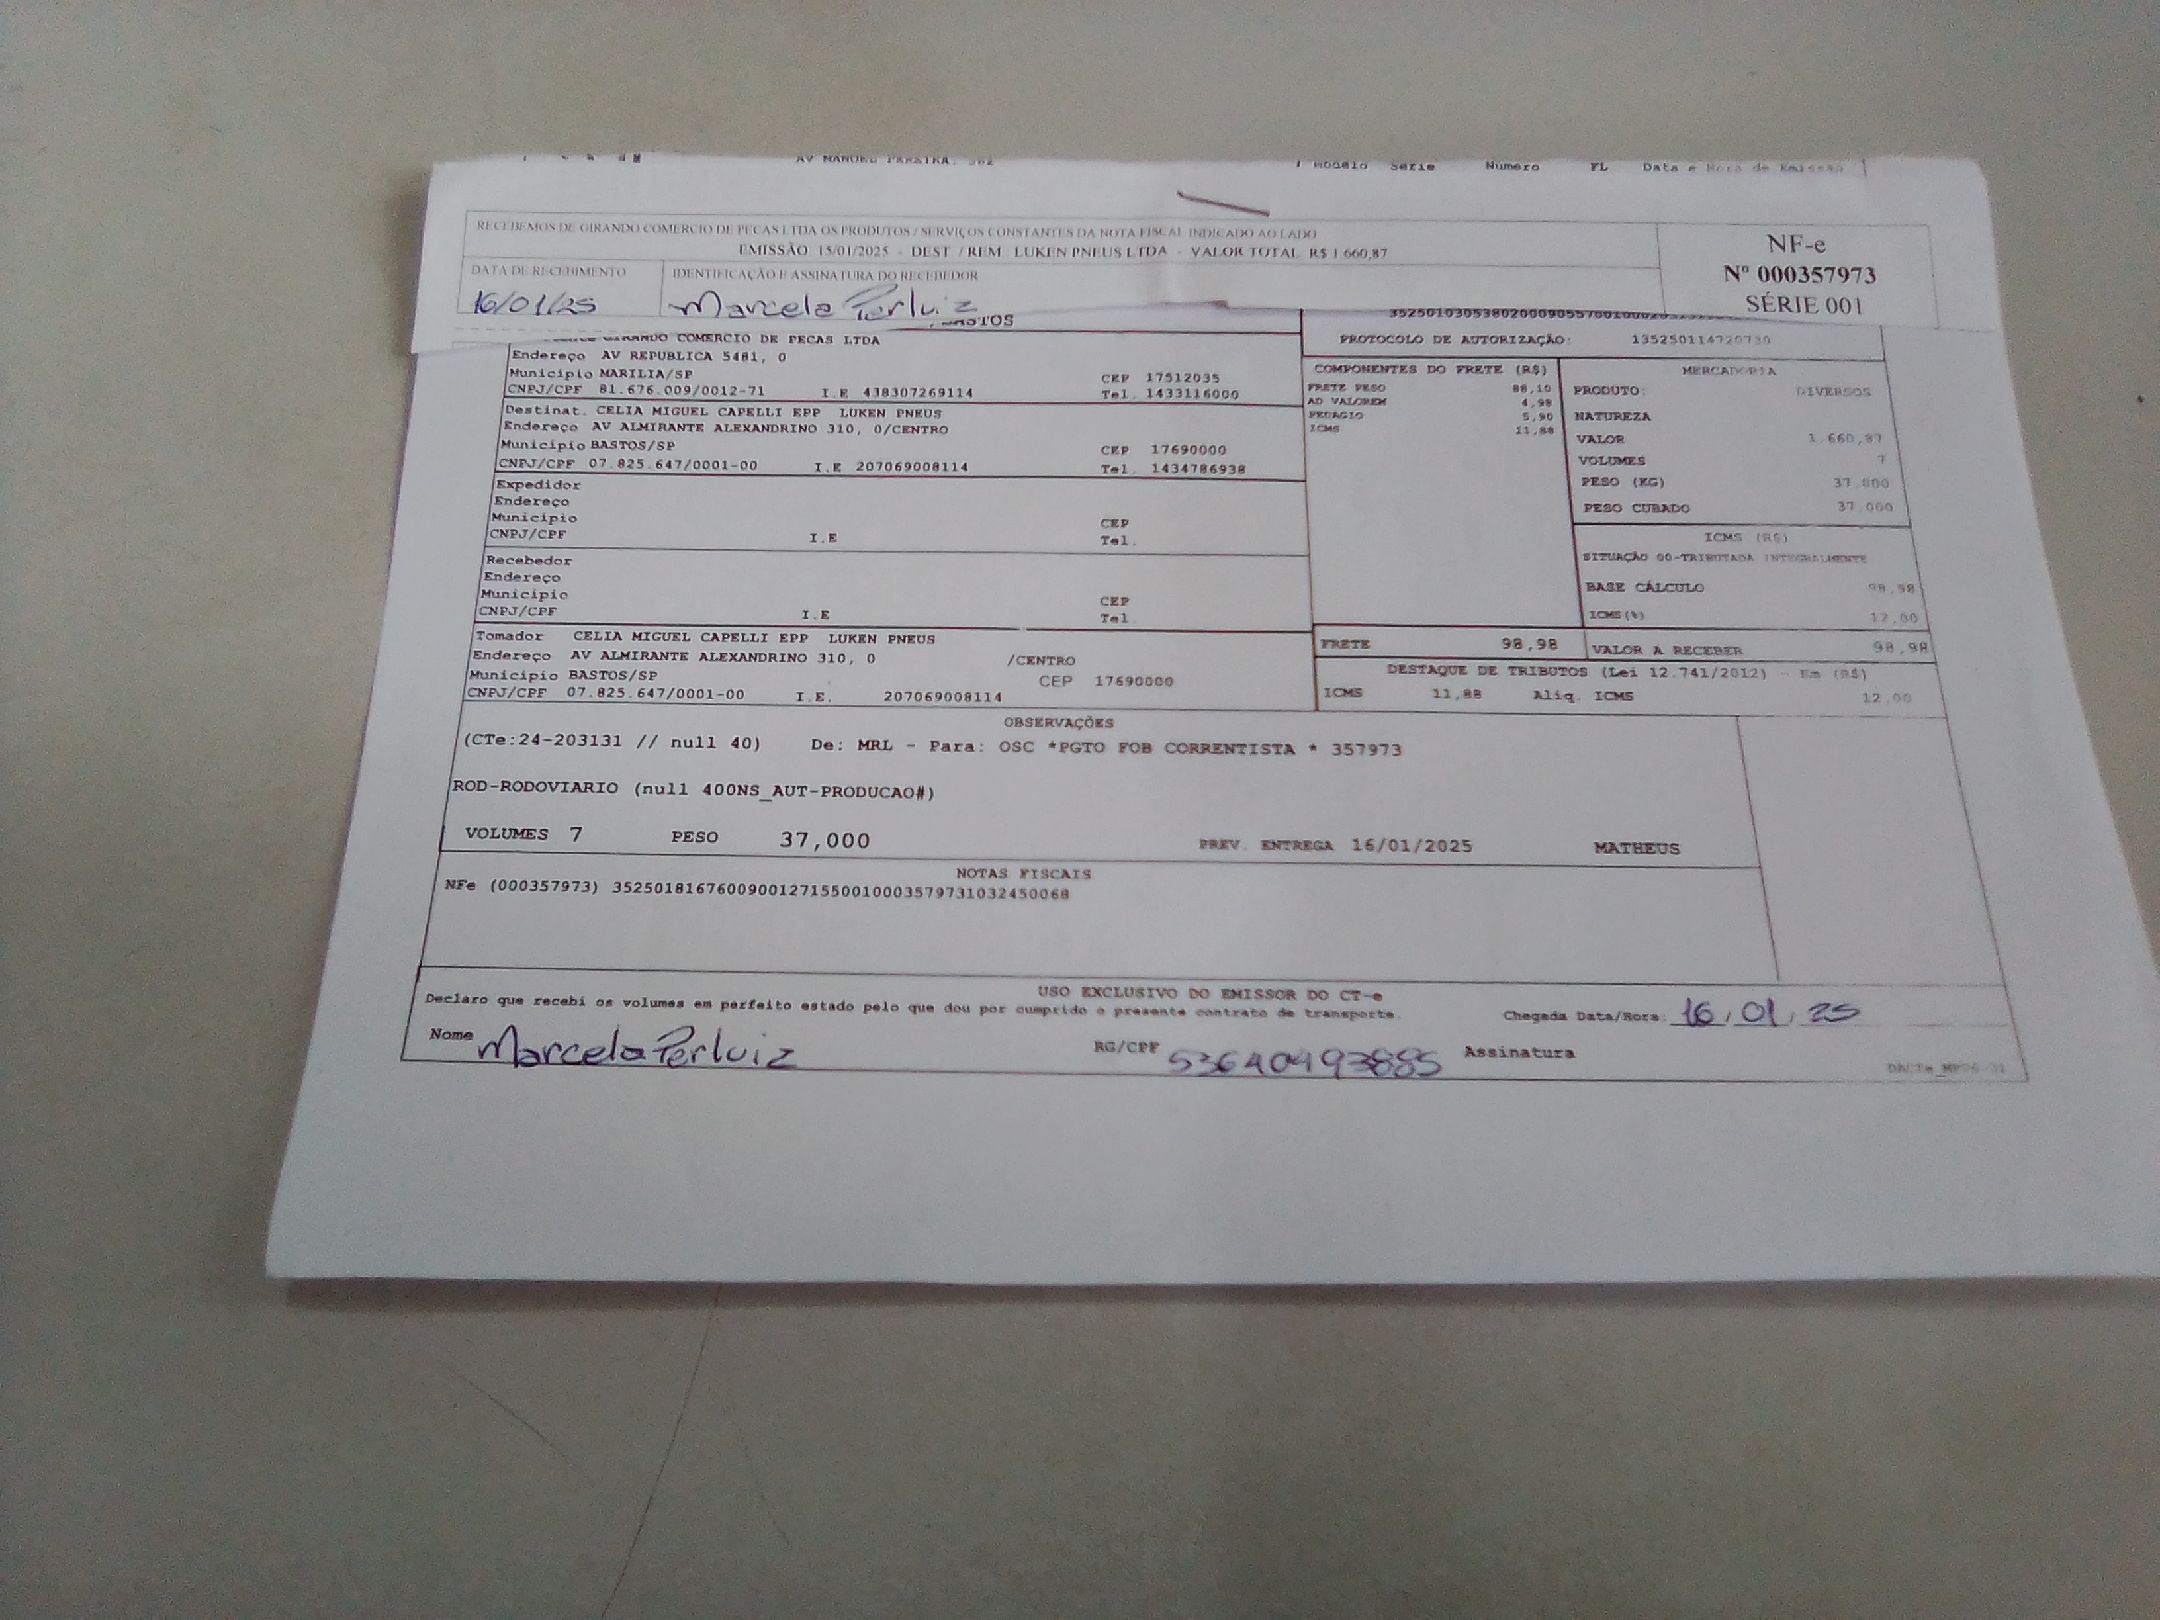 AV MANOEL PEREIRA, 362
Modelo Série Número FL Data e Hora de Emissão
RECEBEMOS DE GIRANDO COMERCIO DE PECAS LTDA OS PRODUTOS / SERVIÇOS CONSTANTES DA NOTA FISCAL INDICADO AO LADO
EMISSÃO 15/01/2025 - DEST. / REM. LUKEN PNEUS LTDA - VALOR TOTAL R$ 1.660,87
NF-e
Nº 000357973
SÉRIE 001
DATA DE RECEBIMENTO
16/01/25
IDENTIFICAÇÃO E ASSINATURA DO RECEBEDOR
Marcela Perluiz
BASTOS
PROTOCOLO DE AUTORIZAÇÃO:
GIRANDO COMERCIO DE PECAS LTDA
Endereço AV REPUBLICA 5481, 0
Município MARILIA/SP CEP 17512035
CNPJ/CPF 81.676.009/0012-71 I.E 438307269114 Tel. 1433116000
Destinat. CELIA MIGUEL CAPELLI EPP LUKEN PNEUS
Endereço AV ALMIRANTE ALEXANDRINO 310, 0/CENTRO
Município BASTOS/SP CEP 17690000
CNPJ/CPF 07.825.647/0001-00 I.E 207069008114 Tel. 1434786938
Expedidor
Endereço
Município CEP
CNPJ/CPF I.E Tel.
Recebedor
Endereço
Município CEP
CNPJ/CPF I.E Tel.
Tomador CELIA MIGUEL CAPELLI EPP LUKEN PNEUS
Endereço AV ALMIRANTE ALEXANDRINO 310, 0 /CENTRO
Município BASTOS/SP CEP 17690000
CNPJ/CPF 07.825.647/0001-00 I.E. 207069008114
COMPONENTES DO FRETE (R$)
FRETE PESO 88,10
AD VALOREM 4,98
PEDAGIO 5,90
ICMS 11,88
MERCADORIA
PRODUTO: DIVERSOS
NATUREZA
VALOR 1.660,87
VOLUMES 7
PESO (KG) 37,000
PESO CUBADO 37,000
ICMS (R$)
SITUAÇÃO 00-TRIBUTADA INTEGRALMENTE
BASE CÁLCULO 98,98
ICMS(%) 12,00
FRETE 98,98 VALOR A RECEBER 98,98
DESTAQUE DE TRIBUTOS (Lei 12.741/2012) - Em (R$)
ICMS 11,88 Aliq. ICMS 12,00
OBSERVAÇÕES
(CTe:24-203131 // null 40) De: MRL - Para: OSC *PGTO FOB CORRENTISTA * 357973
ROD-RODOVIARIO (null 400NS_AUT-PRODUCAO#)
VOLUMES 7 PESO 37,000 PREV. ENTREGA 16/01/2025 MATHEUS
NOTAS FISCAIS
NFe (000357973) 35250181676009001271550010003579731032450068
USO EXCLUSIVO DO EMISSOR DO CT-e
Declaro que recebi os volumes em perfeito estado pelo que dou por cumprido o presente contrato de transporte. Chegada Data/Hora: 16/01/25
Nome Marcela Perluiz RG/CPF 53640493885 Assinatura